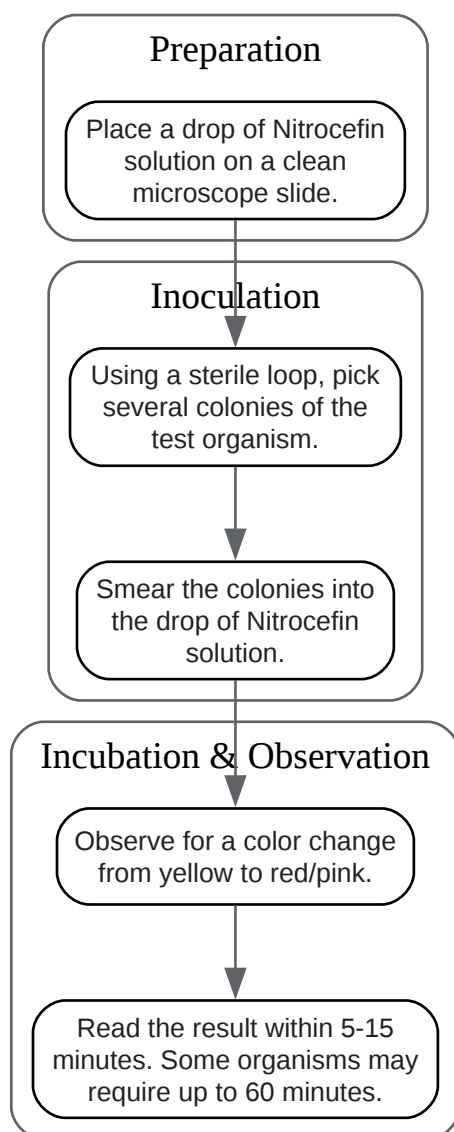 Preparation
Place a drop of Nitrocefin
solution on a clean
microscope slide.
Inoculation
Using a sterile loop, pick
several colonies of the
test organism.
Smear the colonies into
the drop of Nitrocefin
solution.
Incubation & Observation
Observe for a color change
from yellow to red/pink.
Read the result within 5-15
minutes. Some organisms may
require up to 60 minutes.